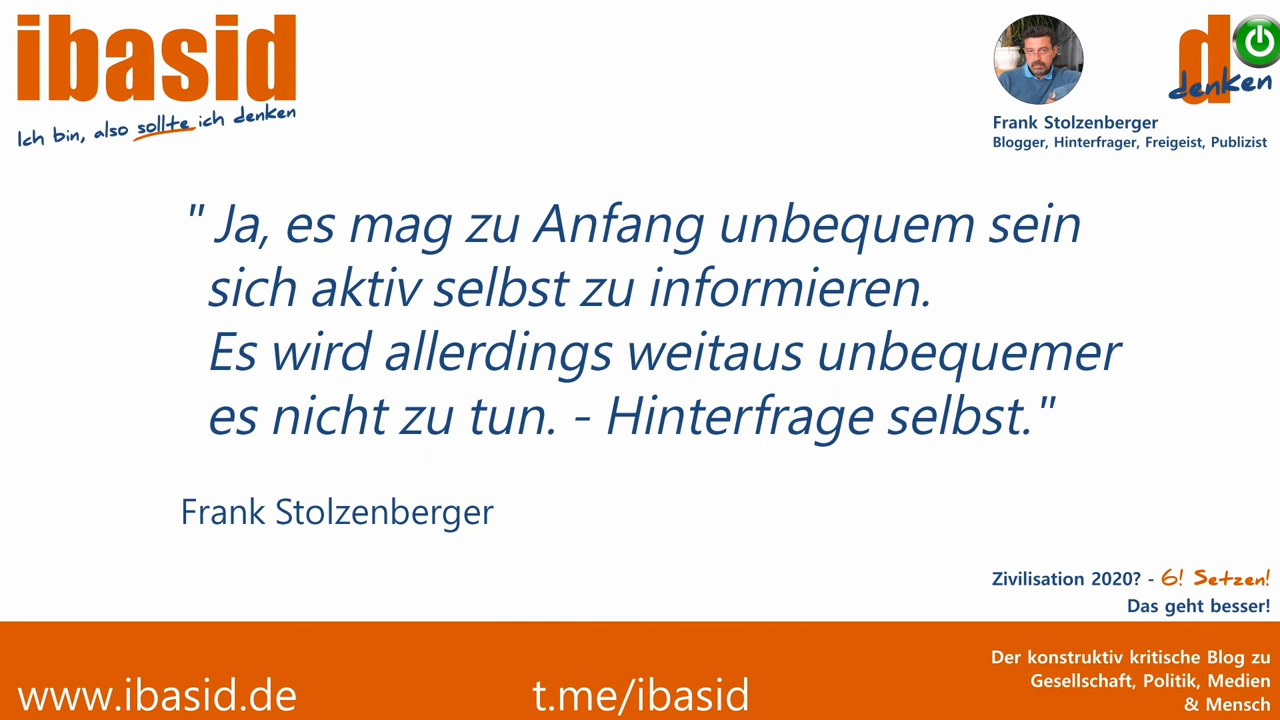 ibasid
Ich bin, also sollte ich denken
d
denken
Frank Stolzenberger
Blogger, Hinterfrager, Freigeist, Publizist
" Ja, es mag zu Anfang unbequem sein
sich aktiv selbst zu informieren.
Es wird allerdings weitaus unbequemer
es nicht zu tun. - Hinterfrage selbst."
Frank Stolzenberger
Zivilisation 2020? - 6! Setzen!
Das geht besser!
www.ibasid.de
t.me/ibasid
Der konstruktiv kritische Blog zu
Gesellschaft, Politik, Medien
& Mensch